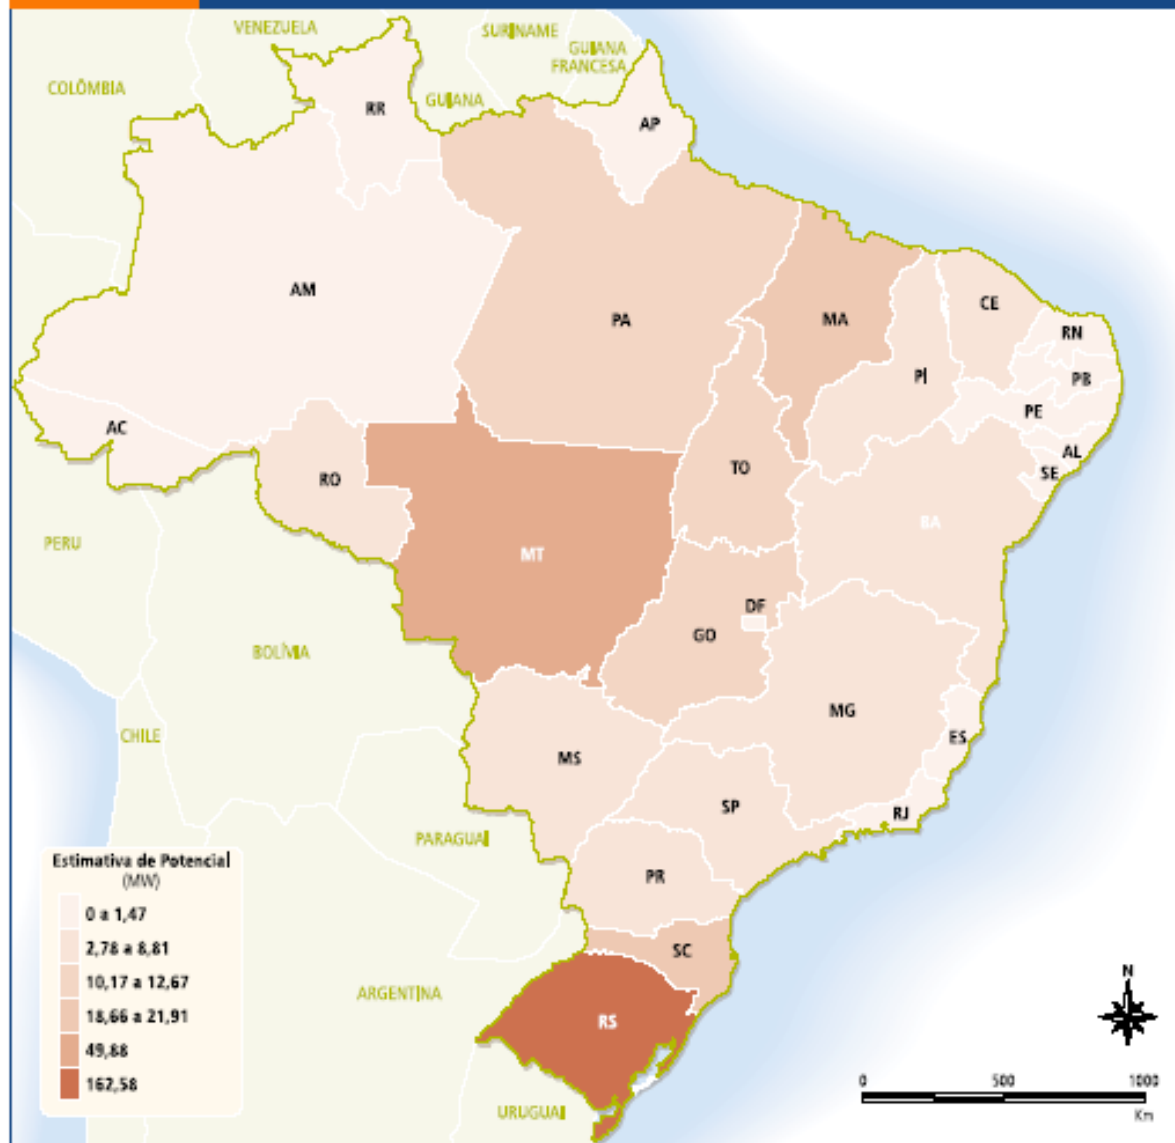 VENEZUELA
SURINAME
GUIANA
FRANCESA
COLÔMBIA
GUIANA
RR
AP
AM
PA
MA
CE
RN
PI
PB
PE
AC
AL
RO
TO
SE
BA
PERU
MT
DF
GO
BOLÍVIA
MG
CHILE
ES
MS
SP
RJ
PARAGUAI
PR
SC
ARGENTINA
RS
URUGUAI
Estimativa de Potencial
(MW)
0 a 1,47
2,78 a 8,81
10,17 a 12,67
18,66 a 21,91
49,88
162,58
N
0 500 1000
Km